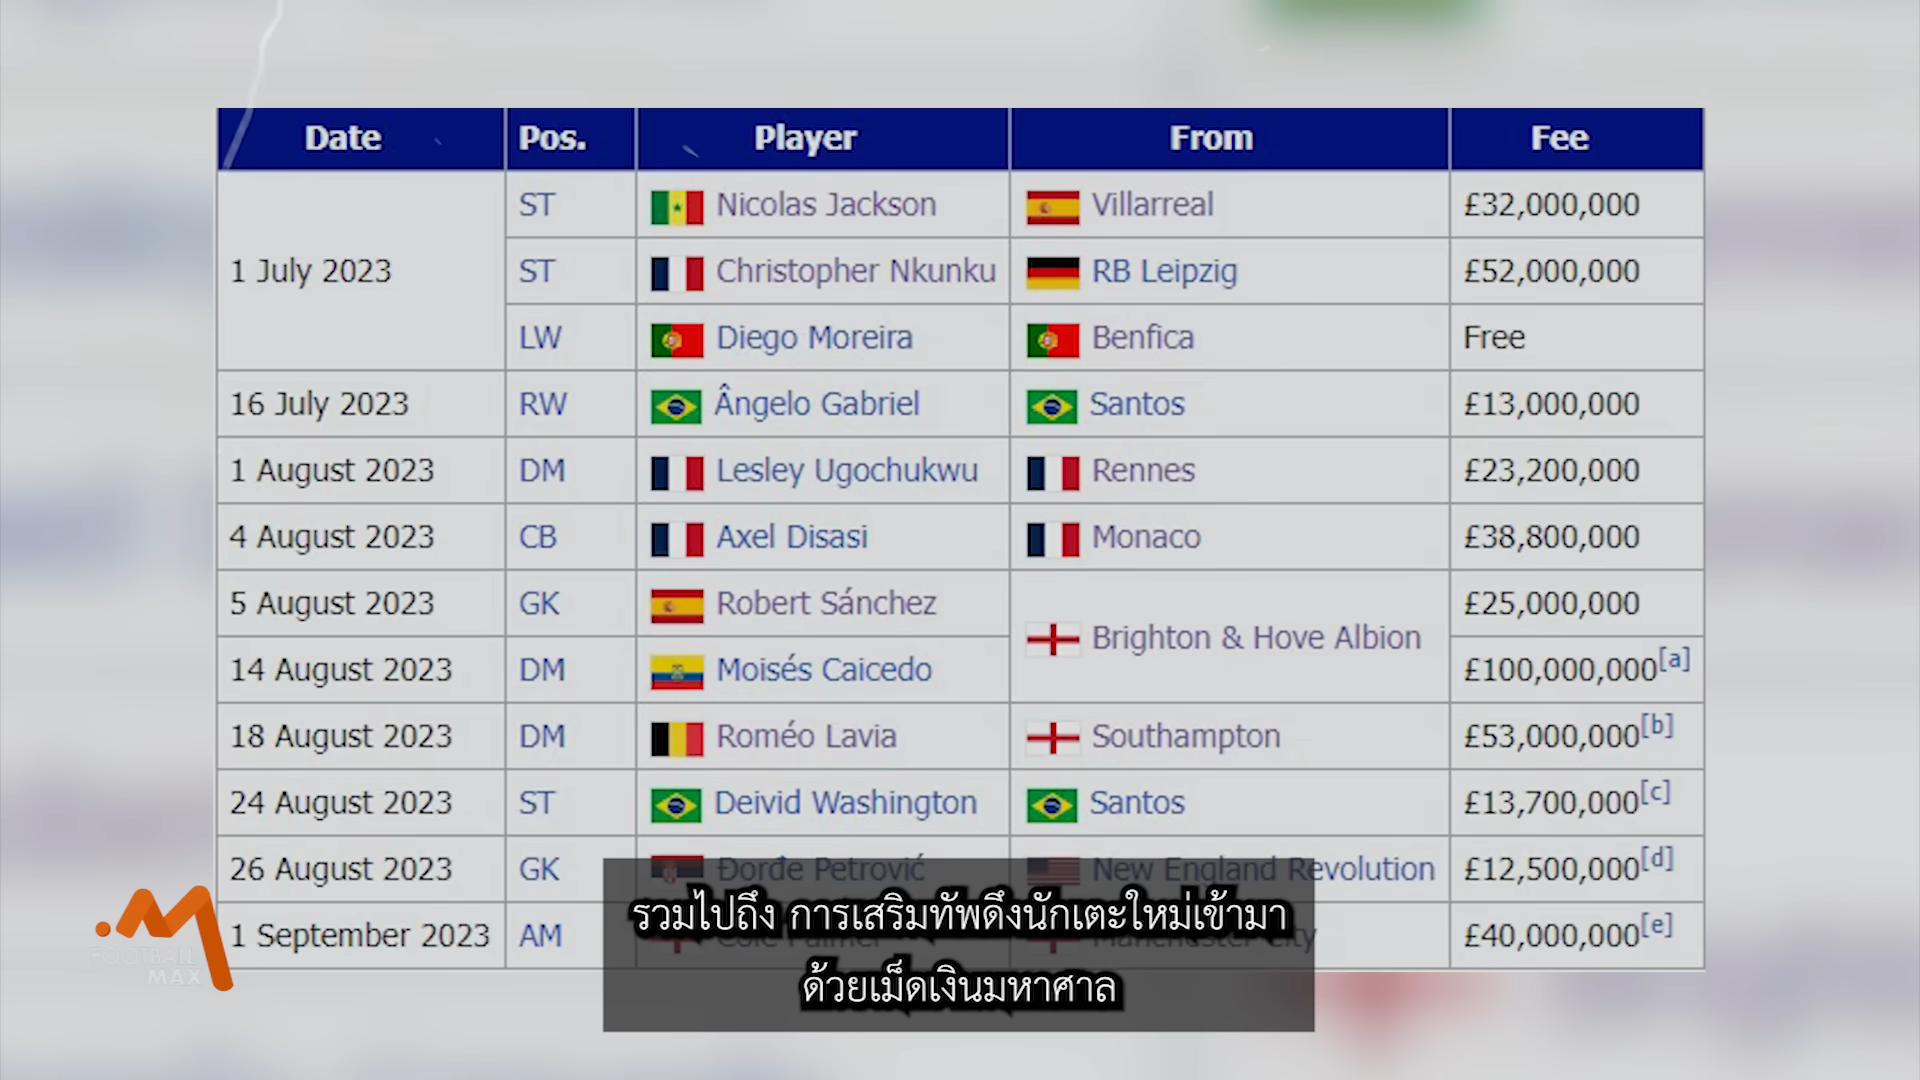 Date Pos. Player From Fee
1 July 2023 ST Nicolas Jackson Villarreal £32,000,000
ST Christopher Nkunku RB Leipzig £52,000,000
LW Diego Moreira Benfica Free
16 July 2023 RW Ângelo Gabriel Santos £13,000,000
1 August 2023 DM Lesley Ugochukwu Rennes £23,200,000
4 August 2023 CB Axel Disasi Monaco £38,800,000
5 August 2023 GK Robert Sánchez Brighton & Hove Albion £25,000,000
14 August 2023 DM Moisés Caicedo £100,000,000[a]
18 August 2023 DM Roméo Lavia Southampton £53,000,000[b]
24 August 2023 ST Deivid Washington Santos £13,700,000[c]
26 August 2023 GK Đorđe Petrović New England Revolution £12,500,000[d]
1 September 2023 AM Cole Palmer Manchester City £40,000,000[e]
รวมไปถึง การเสริมทัพดึงนักเตะใหม่เข้ามา
ด้วยเม็ดเงินมหาศาล
FOOTBALL
MAX